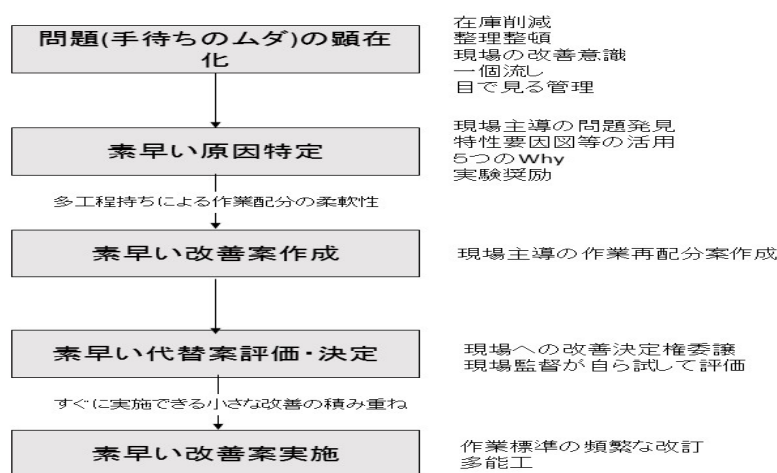 問題(手待ちのムダ)の顕在
化
在庫削減
整理整頓
現場の改善意識
一個流し
目で見る管理
素早い原因特定
現場主導の問題発見
特性要因図等の活用
5つのWhy
実験奨励
多工程持ちによる作業配分の柔軟性
素早い改善案作成
現場主導の作業再配分案作成
素早い代替案評価・決定
現場への改善決定権委譲
現場監督が自ら試して評価
すぐに実施できる小さな改善の積み重ね
素早い改善案実施
作業標準の頻繁な改訂
多能工